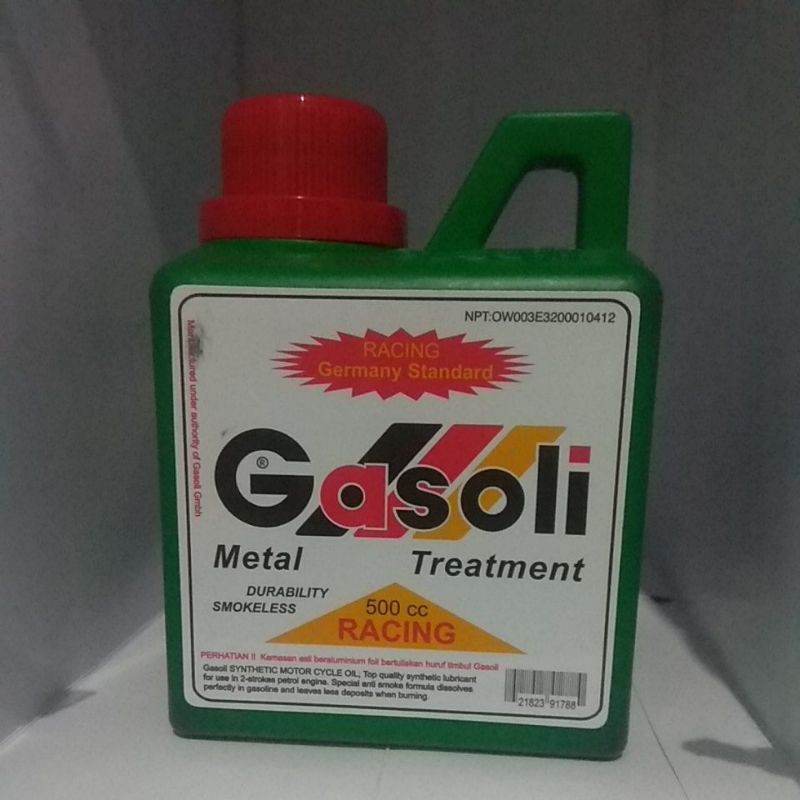 NPT:OW003E3200010412
RACING
Germany Standard
Manufactured under authority of Gasoli Gmbh
Gasoli
®
Metal Treatment
DURABILITY
SMOKELESS
500 cc
RACING
PERHATIAN !! Kemasan asli beraluminium foil bertuliskan huruf timbul Gasoli
Gasoli SYNTHETIC MOTOR CYCLE OIL; Top quality synthetic lubricant
for use in 2-strokes petrol engine. Special anti smoke formula dissolves
perfectly in gasoline and leaves less deposits when burning.
21823 91788